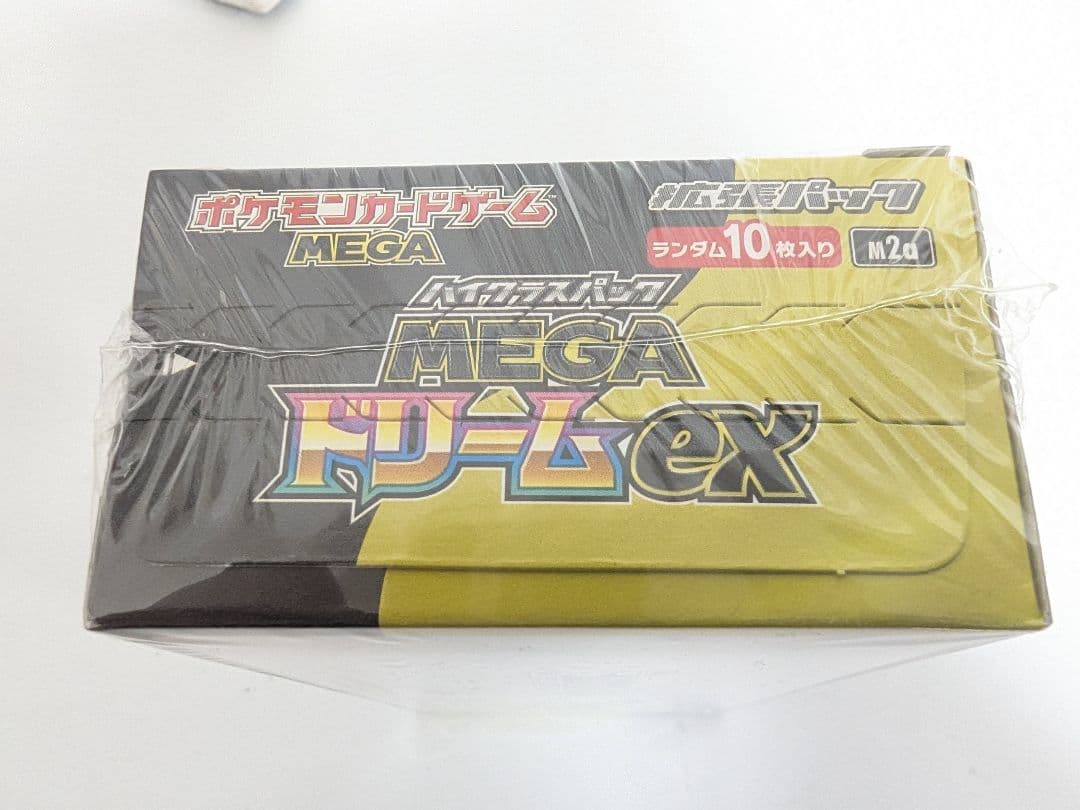 ポケモンカードゲーム™
MEGA
拡張パック
ランダム10枚入り
M2a
ハイクラスパック
MEGA
ドリームex